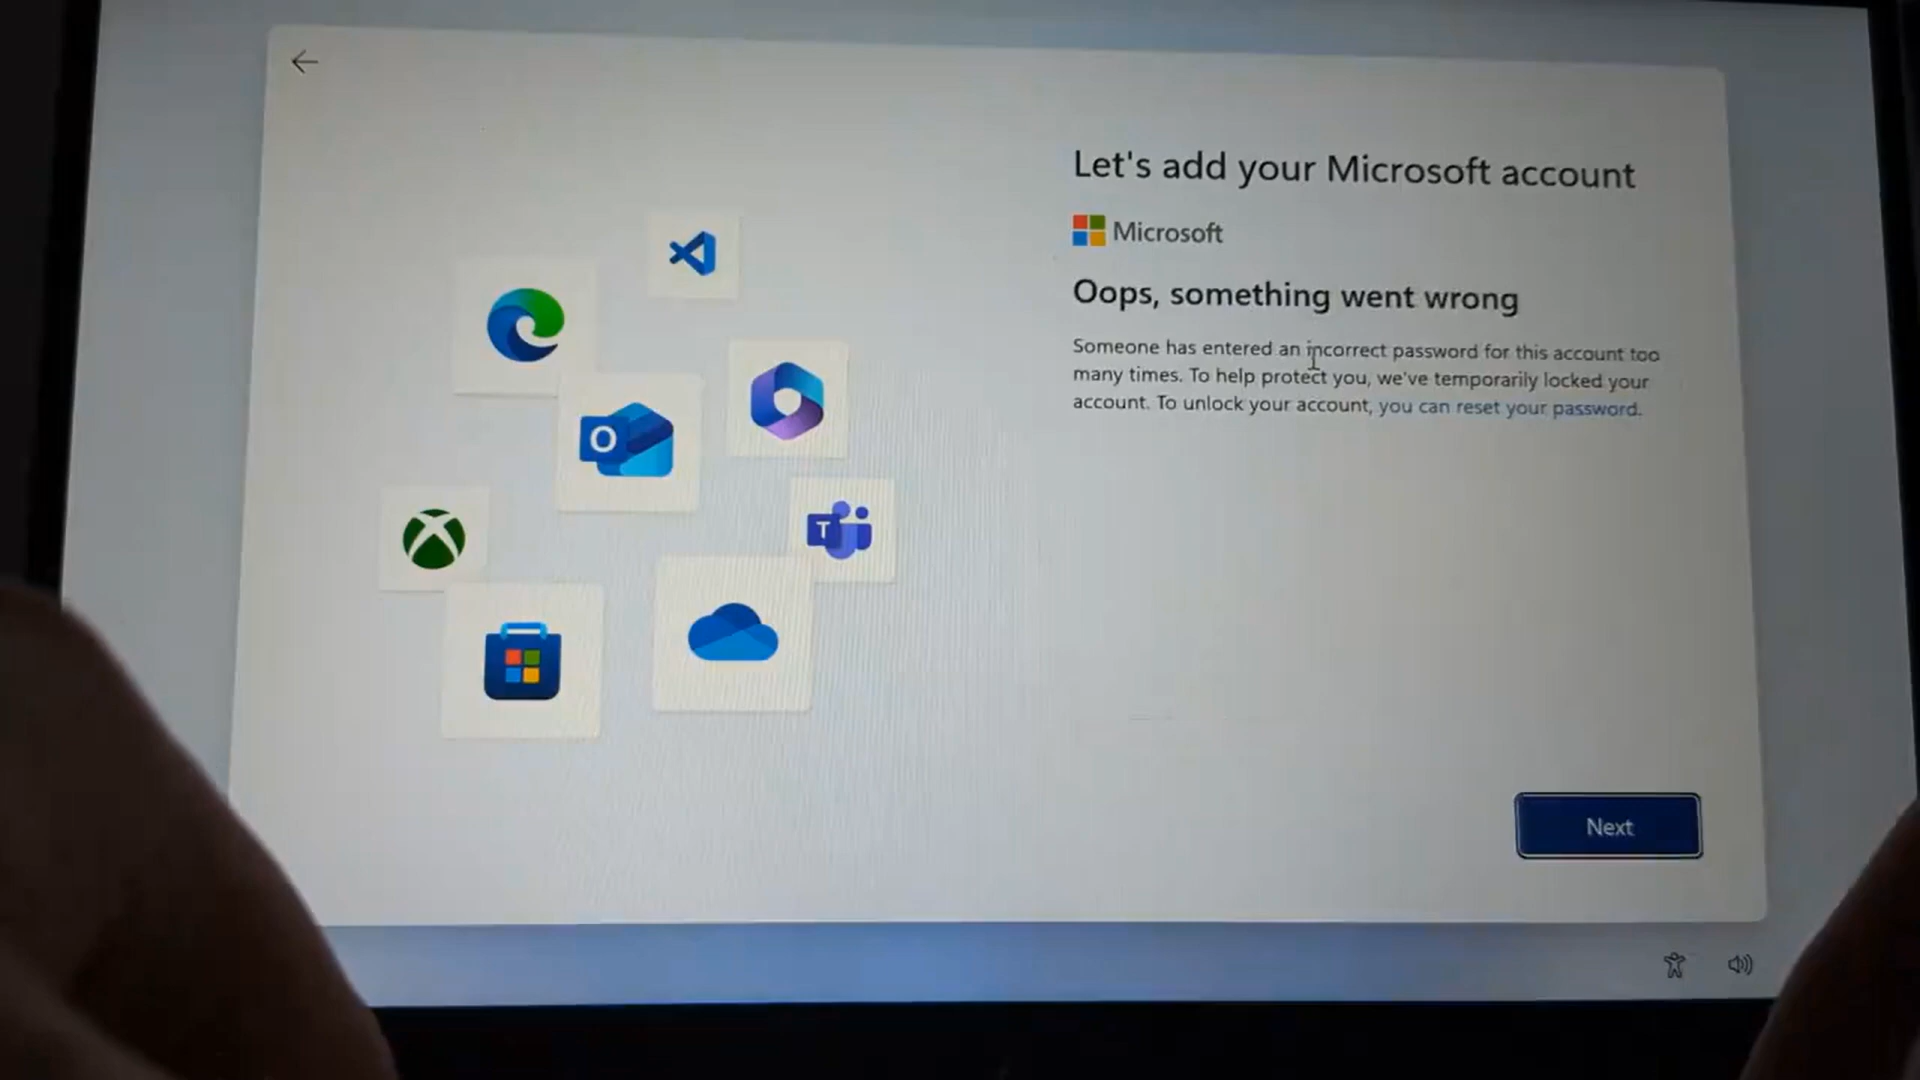 Let's add your Microsoft account
Microsoft
Oops, something went wrong
Someone has entered an incorrect password for this account too
many times. To help protect you, we've temporarily locked your
account. To unlock your account, you can reset your password.
O
T
Next